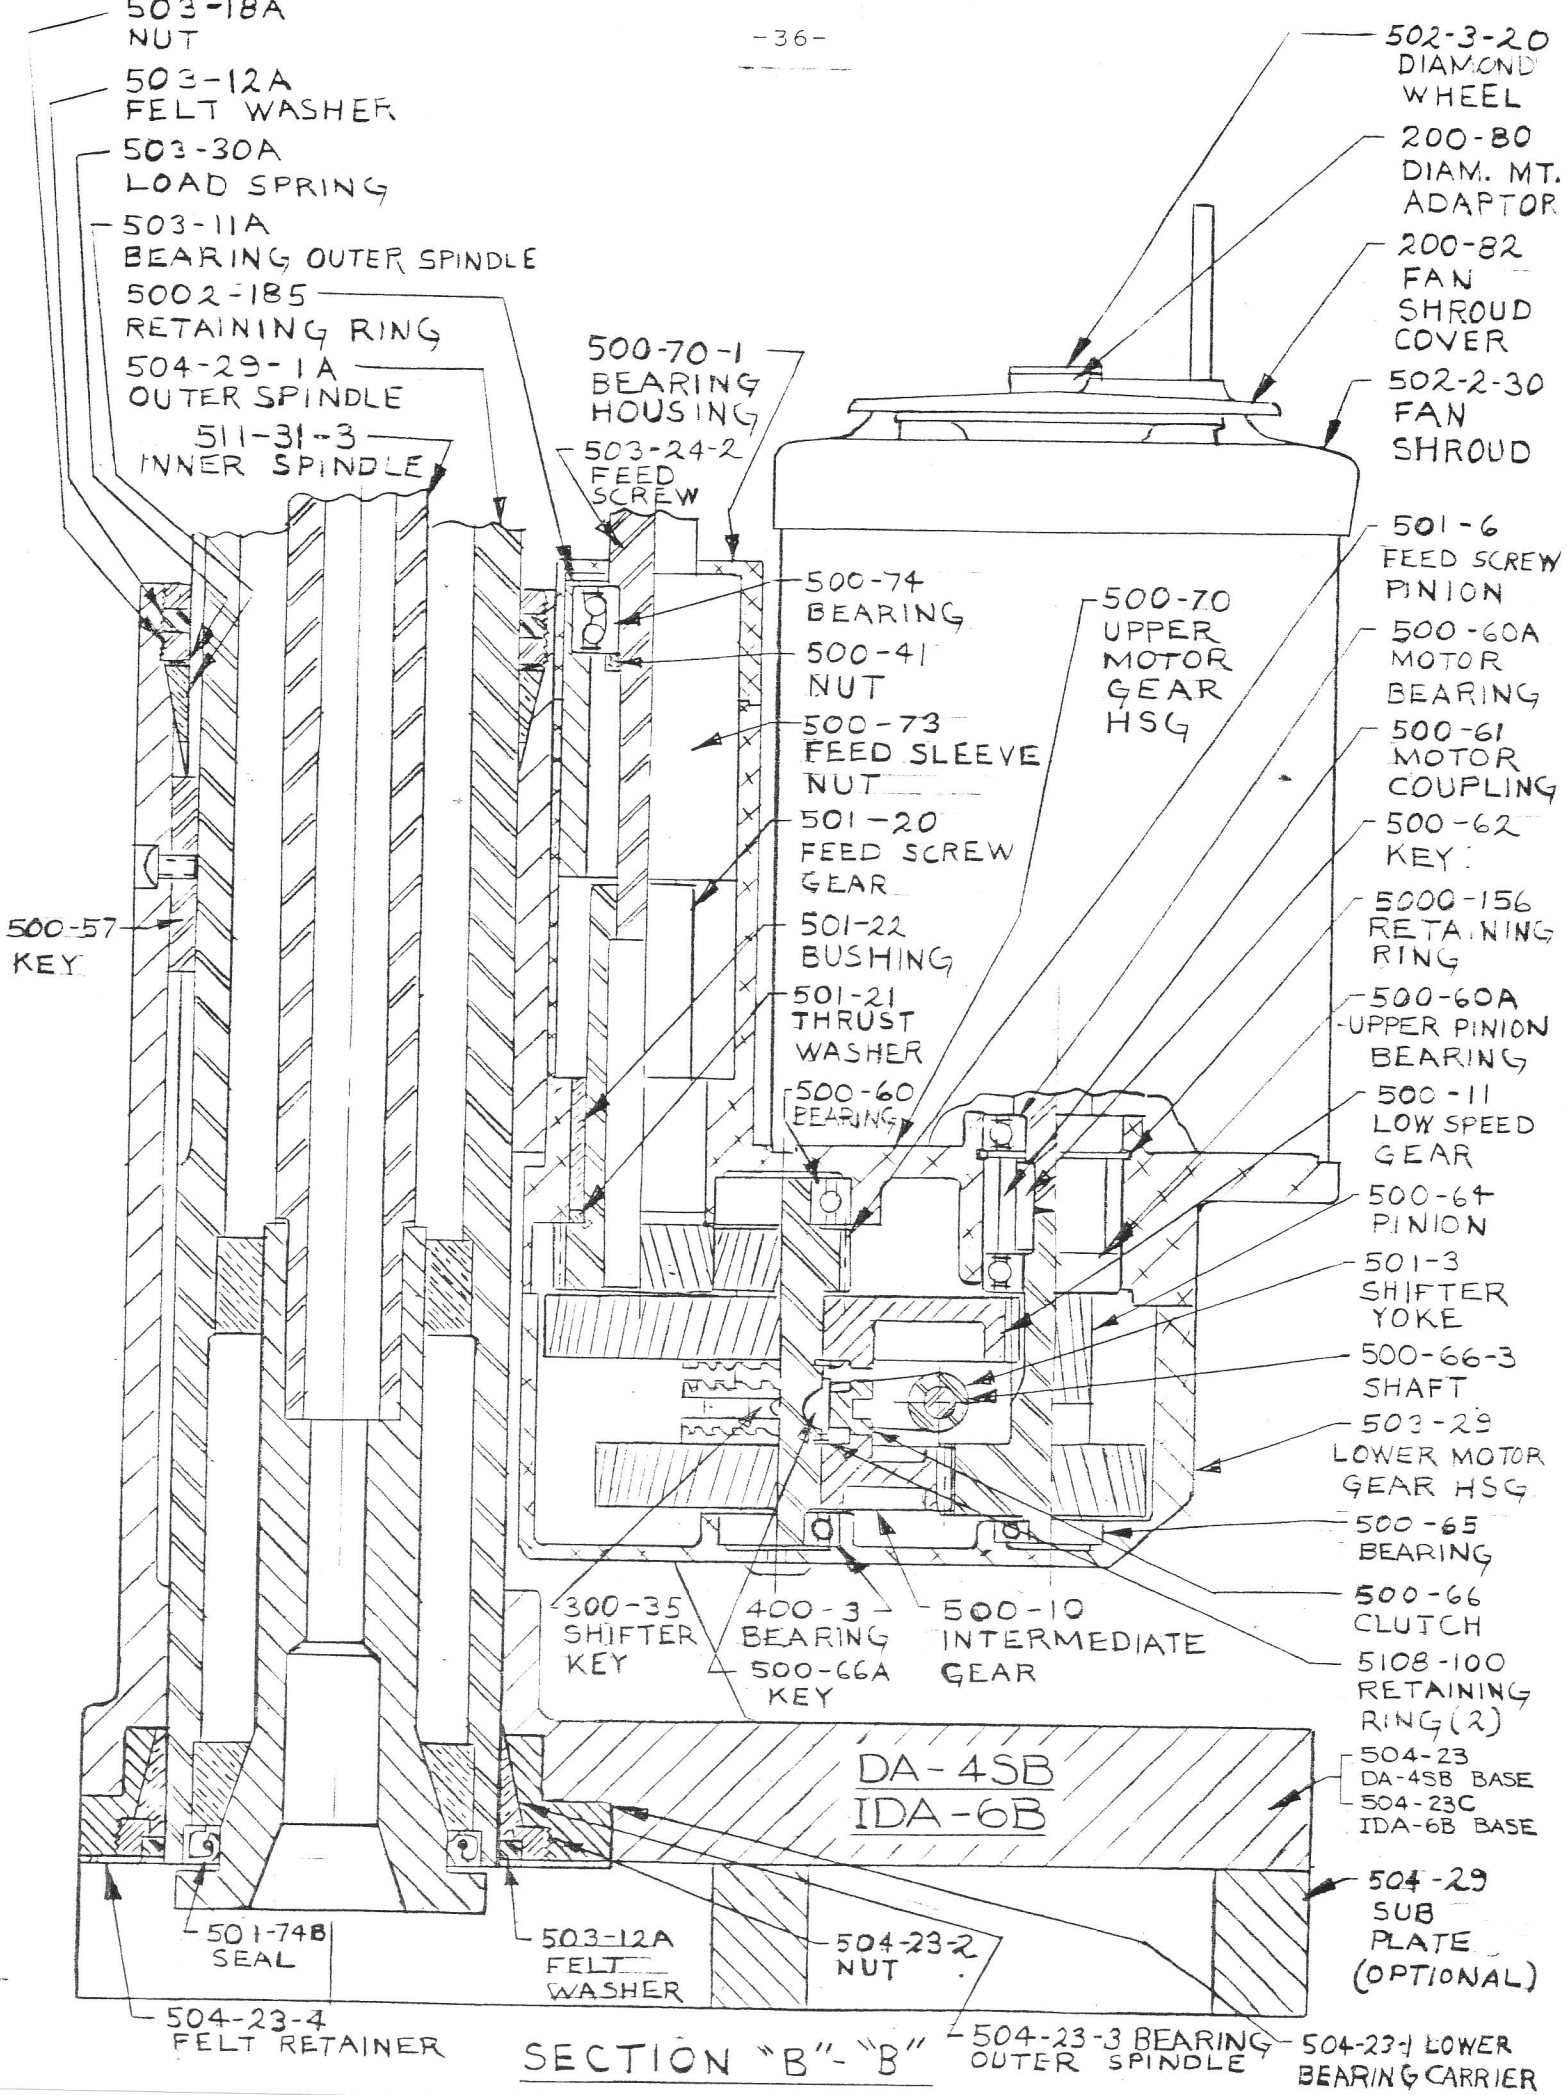 -36-
503-18A
NUT
503-12A
FELT WASHER
503-30A
LOAD SPRING
503-11A
BEARING OUTER SPINDLE
5002-185
RETAINING RING
504-29-1A
OUTER SPINDLE
511-31-3
INNER SPINDLE
500-57
KEY
500-70-1
BEARING
HOUSING
503-24-2
FEED
SCREW
500-74
BEARING
500-41
NUT
500-73
FEED SLEEVE
NUT
501-20
FEED SCREW
GEAR
501-22
BUSHING
501-21
THRUST
WASHER
500-60
BEARING
500-70
UPPER
MOTOR
GEAR
HSG
502-3-20
DIAMOND
WHEEL
200-80
DIAM. MT.
ADAPTOR
200-82
FAN
SHROUD
COVER
502-2-30
FAN
SHROUD
501-6
FEED SCREW
PINION
500-60A
MOTOR
BEARING
500-61
MOTOR
COUPLING
500-62
KEY
5000-156
RETAINING
RING
500-60A
UPPER PINION
BEARING
500-11
LOW SPEED
GEAR
500-64
PINION
501-3
SHIFTER
YOKE
500-66-3
SHAFT
503-29
LOWER MOTOR
GEAR HSG
500-65
BEARING
500-66
CLUTCH
5108-100
RETAINING
RING (2)
504-23
DA-4SB BASE
504-23C
IDA-6B BASE
504-29
SUB
PLATE
(OPTIONAL)
300-35
SHIFTER
KEY
400-3
BEARING
500-66A
KEY
500-10
INTERMEDIATE
GEAR
DA-4SB
IDA-6B
501-74B
SEAL
503-12A
FELT
WASHER
504-23-2
NUT
504-23-4
FELT RETAINER
SECTION "B"-"B"
504-23-3 BEARING
OUTER SPINDLE
504-23-1 LOWER
BEARING CARRIER